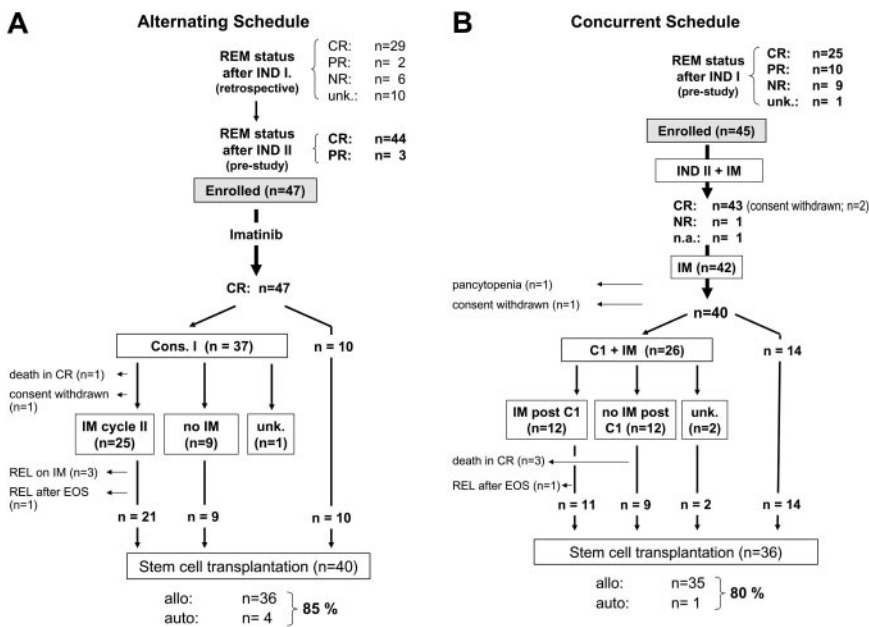 A
Alternating Schedule
REM status
after IND I.
(retrospective)
CR: n=29
PR: n= 2
NR: n= 6
unk.: n=10
REM status
after IND II
(pre-study)
CR: n=44
PR: n= 3
Enrolled (n=47)
Imatinib
CR: n=47
Cons. I (n = 37)
n = 10
death in CR (n=1)
consent withdrawn
(n=1)
IM cycle II
(n=25)
no IM
(n=9)
unk.
(n=1)
REL on IM (n=3)
REL after EOS
(n=1)
n = 21
n = 9
n = 10
Stem cell transplantation (n=40)
allo: n=36
auto: n= 4
85 %
B
Concurrent Schedule
REM status
after IND I
(pre-study)
CR: n=25
PR: n=10
NR: n= 9
unk.: n= 1
Enrolled (n=45)
IND II + IM
CR: n=43 (consent withdrawn; n=2)
NR: n= 1
n.a.: n= 1
IM (n=42)
pancytopenia (n=1)
consent withdrawn (n=1)
n=40
C1 + IM (n=26)
n = 14
IM post C1
(n=12)
no IM post
C1 (n=12)
unk.
(n=2)
death in CR (n=3)
REL after EOS (n=1)
n = 11
n = 9
n = 2
n = 14
Stem cell transplantation (n=36)
allo: n=35
auto: n= 1
80 %